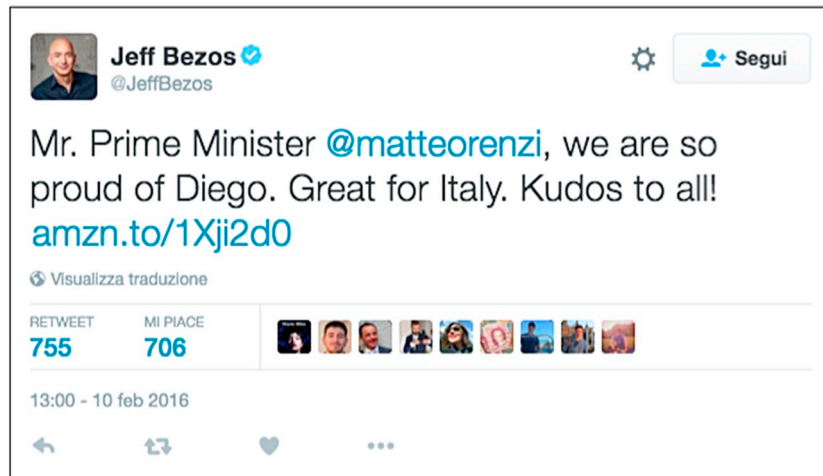 Jeff Bezos
@JeffBezos
Segui
Mr. Prime Minister @matteorenzi, we are so
proud of Diego. Great for Italy. Kudos to all!
amzn.to/1Xji2d0
Visualizza traduzione
RETWEET MI PIACE
755 706
13:00 - 10 feb 2016